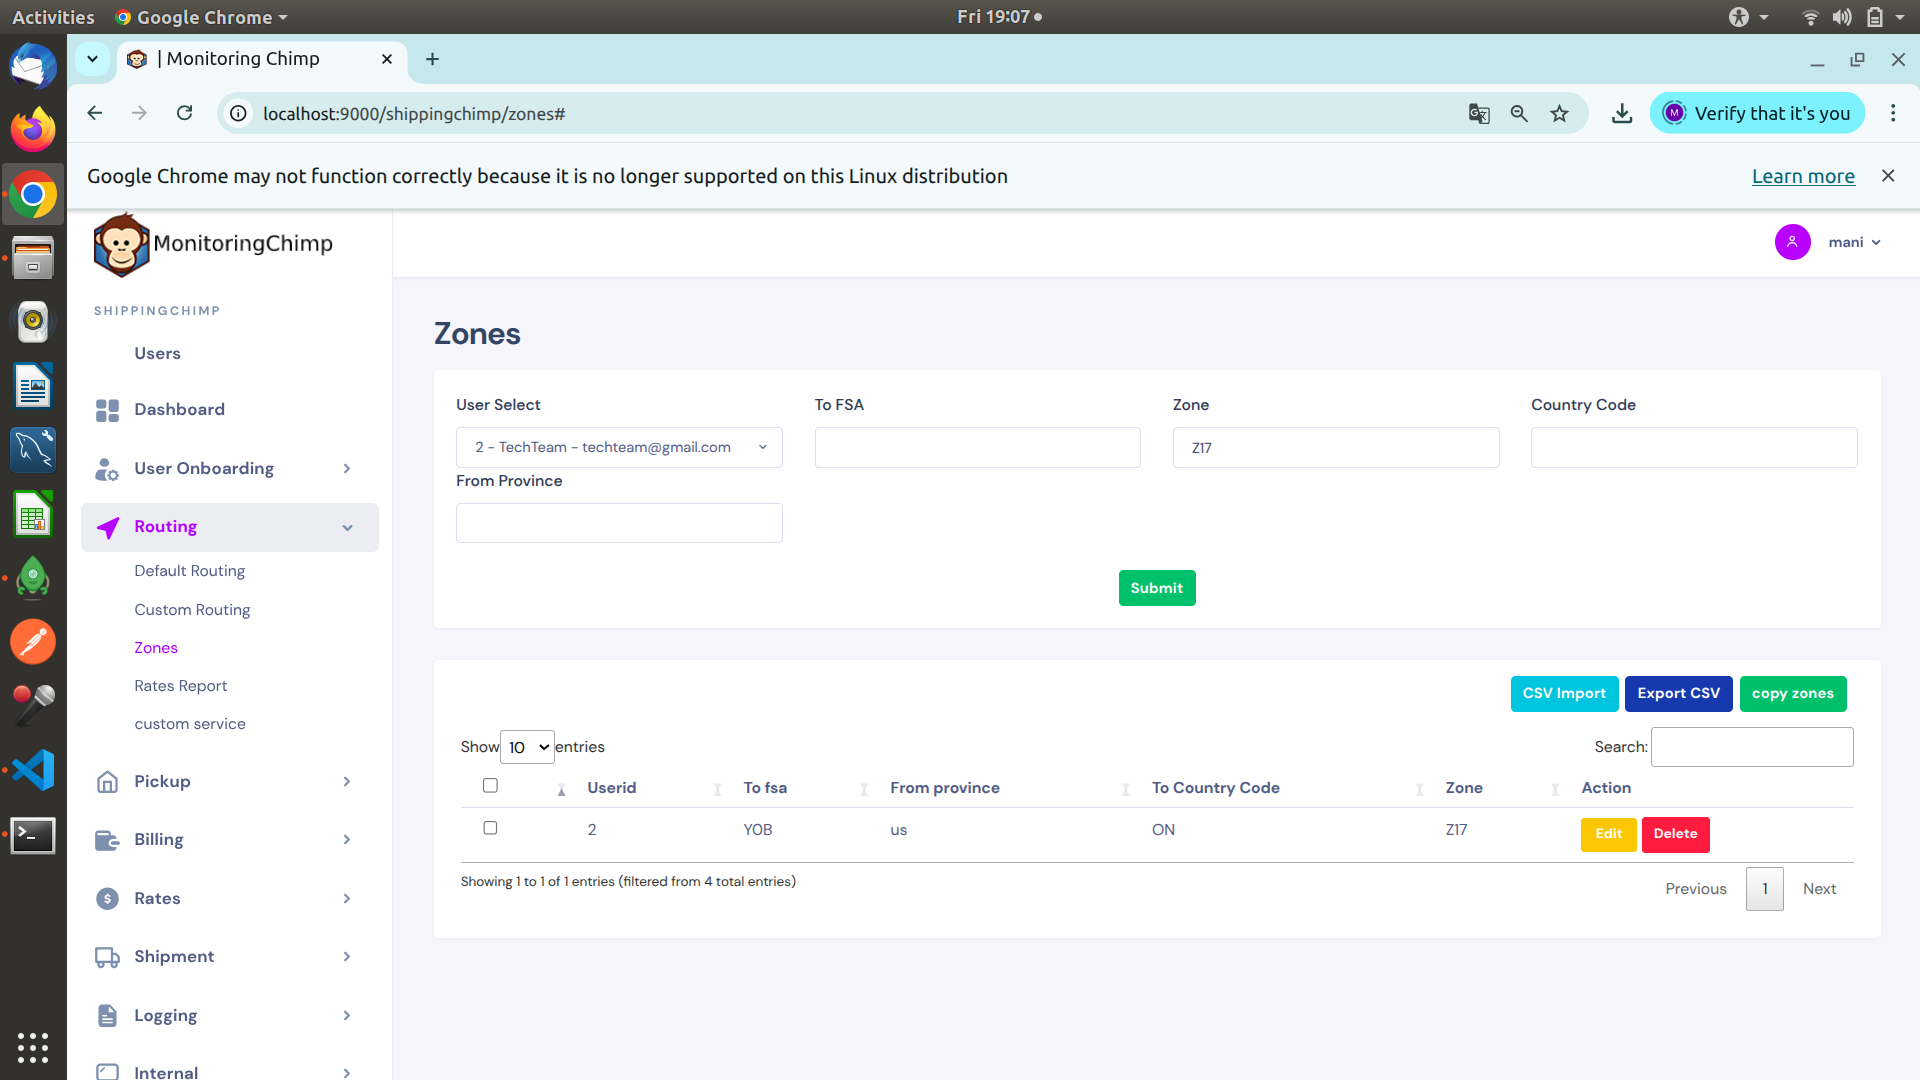 Activities
Google Chrome
Fri 19:07
| Monitoring Chimp
localhost:9000/shippingchimp/zones#
M
Verify that it's you
Google Chrome may not function correctly because it is no longer supported on this Linux distribution
Learn more
MonitoringChimp
mani
SHIPPINGCHIMP
Users
Dashboard
User Onboarding
Routing
Default Routing
Custom Routing
Zones
Rates Report
custom service
Pickup
Billing
Rates
Shipment
Logging
Internal
Zones
User Select
To FSA
Zone
Country Code
2 - TechTeam - techteam@gmail.com
Z17
From Province
Submit
CSV Import
Export CSV
copy zones
Show 10 entries
Search:
Userid
To fsa
From province
To Country Code
Zone
Action
2
Y0B
us
ON
Z17
Edit
Delete
Showing 1 to 1 of 1 entries (filtered from 4 total entries)
Previous
1
Next